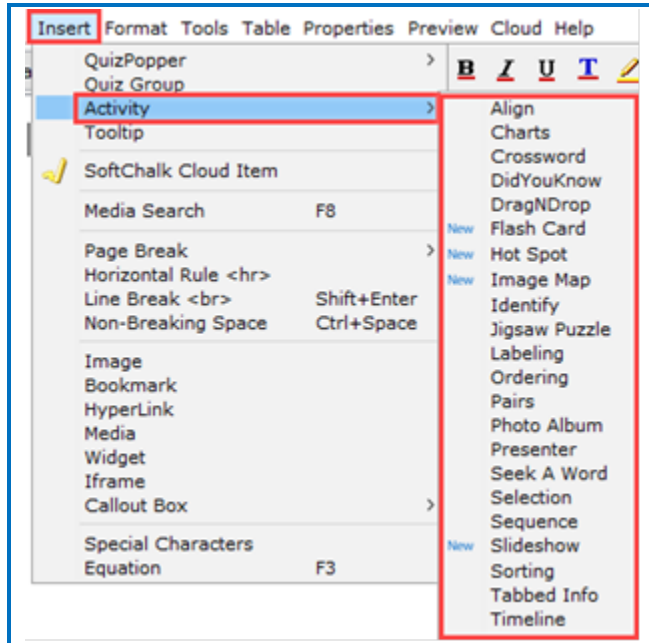 Insert Format Tools Table Properties Preview Cloud Help
B I U T
QuizPopper >
Quiz Group
Activity >
Tooltip
SoftChalk Cloud Item
Media Search F8
Page Break >
Horizontal Rule <hr>
Line Break <br> Shift+Enter
Non-Breaking Space Ctrl+Space
Image
Bookmark
HyperLink
Media
Widget
Iframe
Callout Box >
Special Characters
Equation F3
Align
Charts
Crossword
DidYouKnow
DragNDrop
New Flash Card
New Hot Spot
New Image Map
Identify
Jigsaw Puzzle
Labeling
Ordering
Pairs
Photo Album
Presenter
Seek A Word
Selection
Sequence
New Slideshow
Sorting
Tabbed Info
Timeline